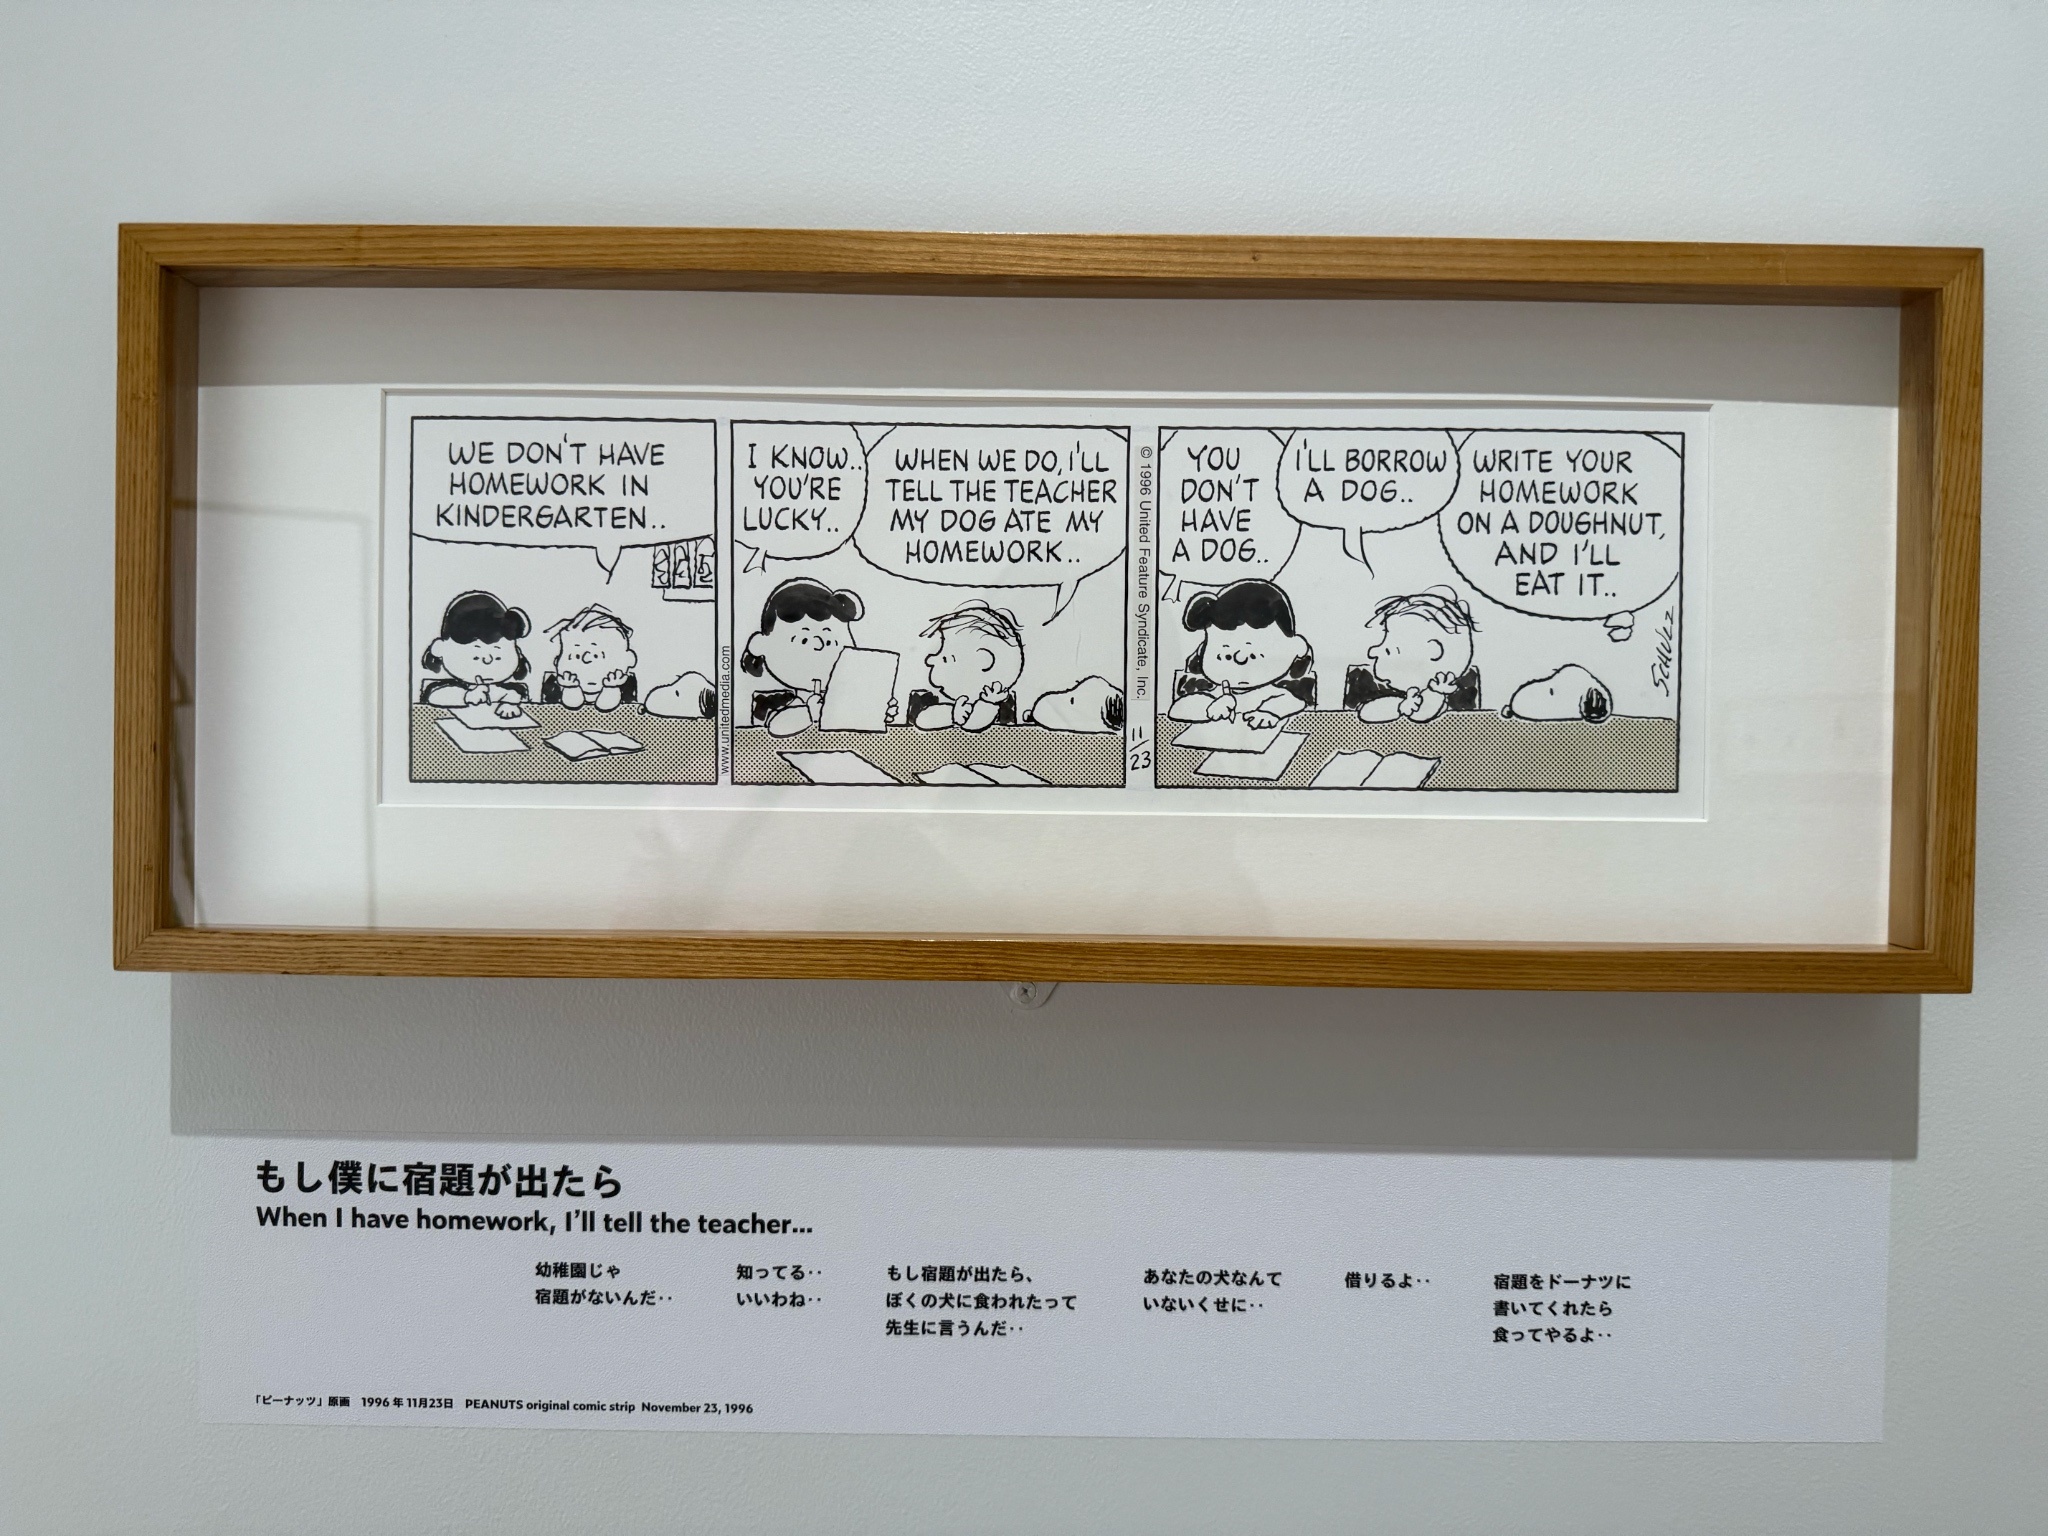 WE DON'T HAVE
HOMEWORK IN
KINDERGARTEN..
www.unitedmedia.com
I KNOW..
YOU'RE
LUCKY..
WHEN WE DO, I'LL
TELL THE TEACHER
MY DOG ATE MY
HOMEWORK..
© 1996 United Feature Syndicate, Inc.
11/23
YOU
DON'T
HAVE
A DOG..
I'LL BORROW
A DOG..
WRITE YOUR
HOMEWORK
ON A DOUGHNUT,
AND I'LL
EAT IT..
SCHULZ
もし僕に宿題が出たら
When I have homework, I'll tell the teacher...
幼稚園じゃ
宿題がないんだ‥
知ってる‥
いいわね‥
もし宿題が出たら、
ぼくの犬に食われたって
先生に言うんだ‥
あなたの犬なんて
いないくせに‥
借りるよ‥
宿題をドーナツに
書いてくれたら
食ってやるよ‥
「ピーナッツ」原画 1996年11月23日 PEANUTS original comic strip November 23, 1996